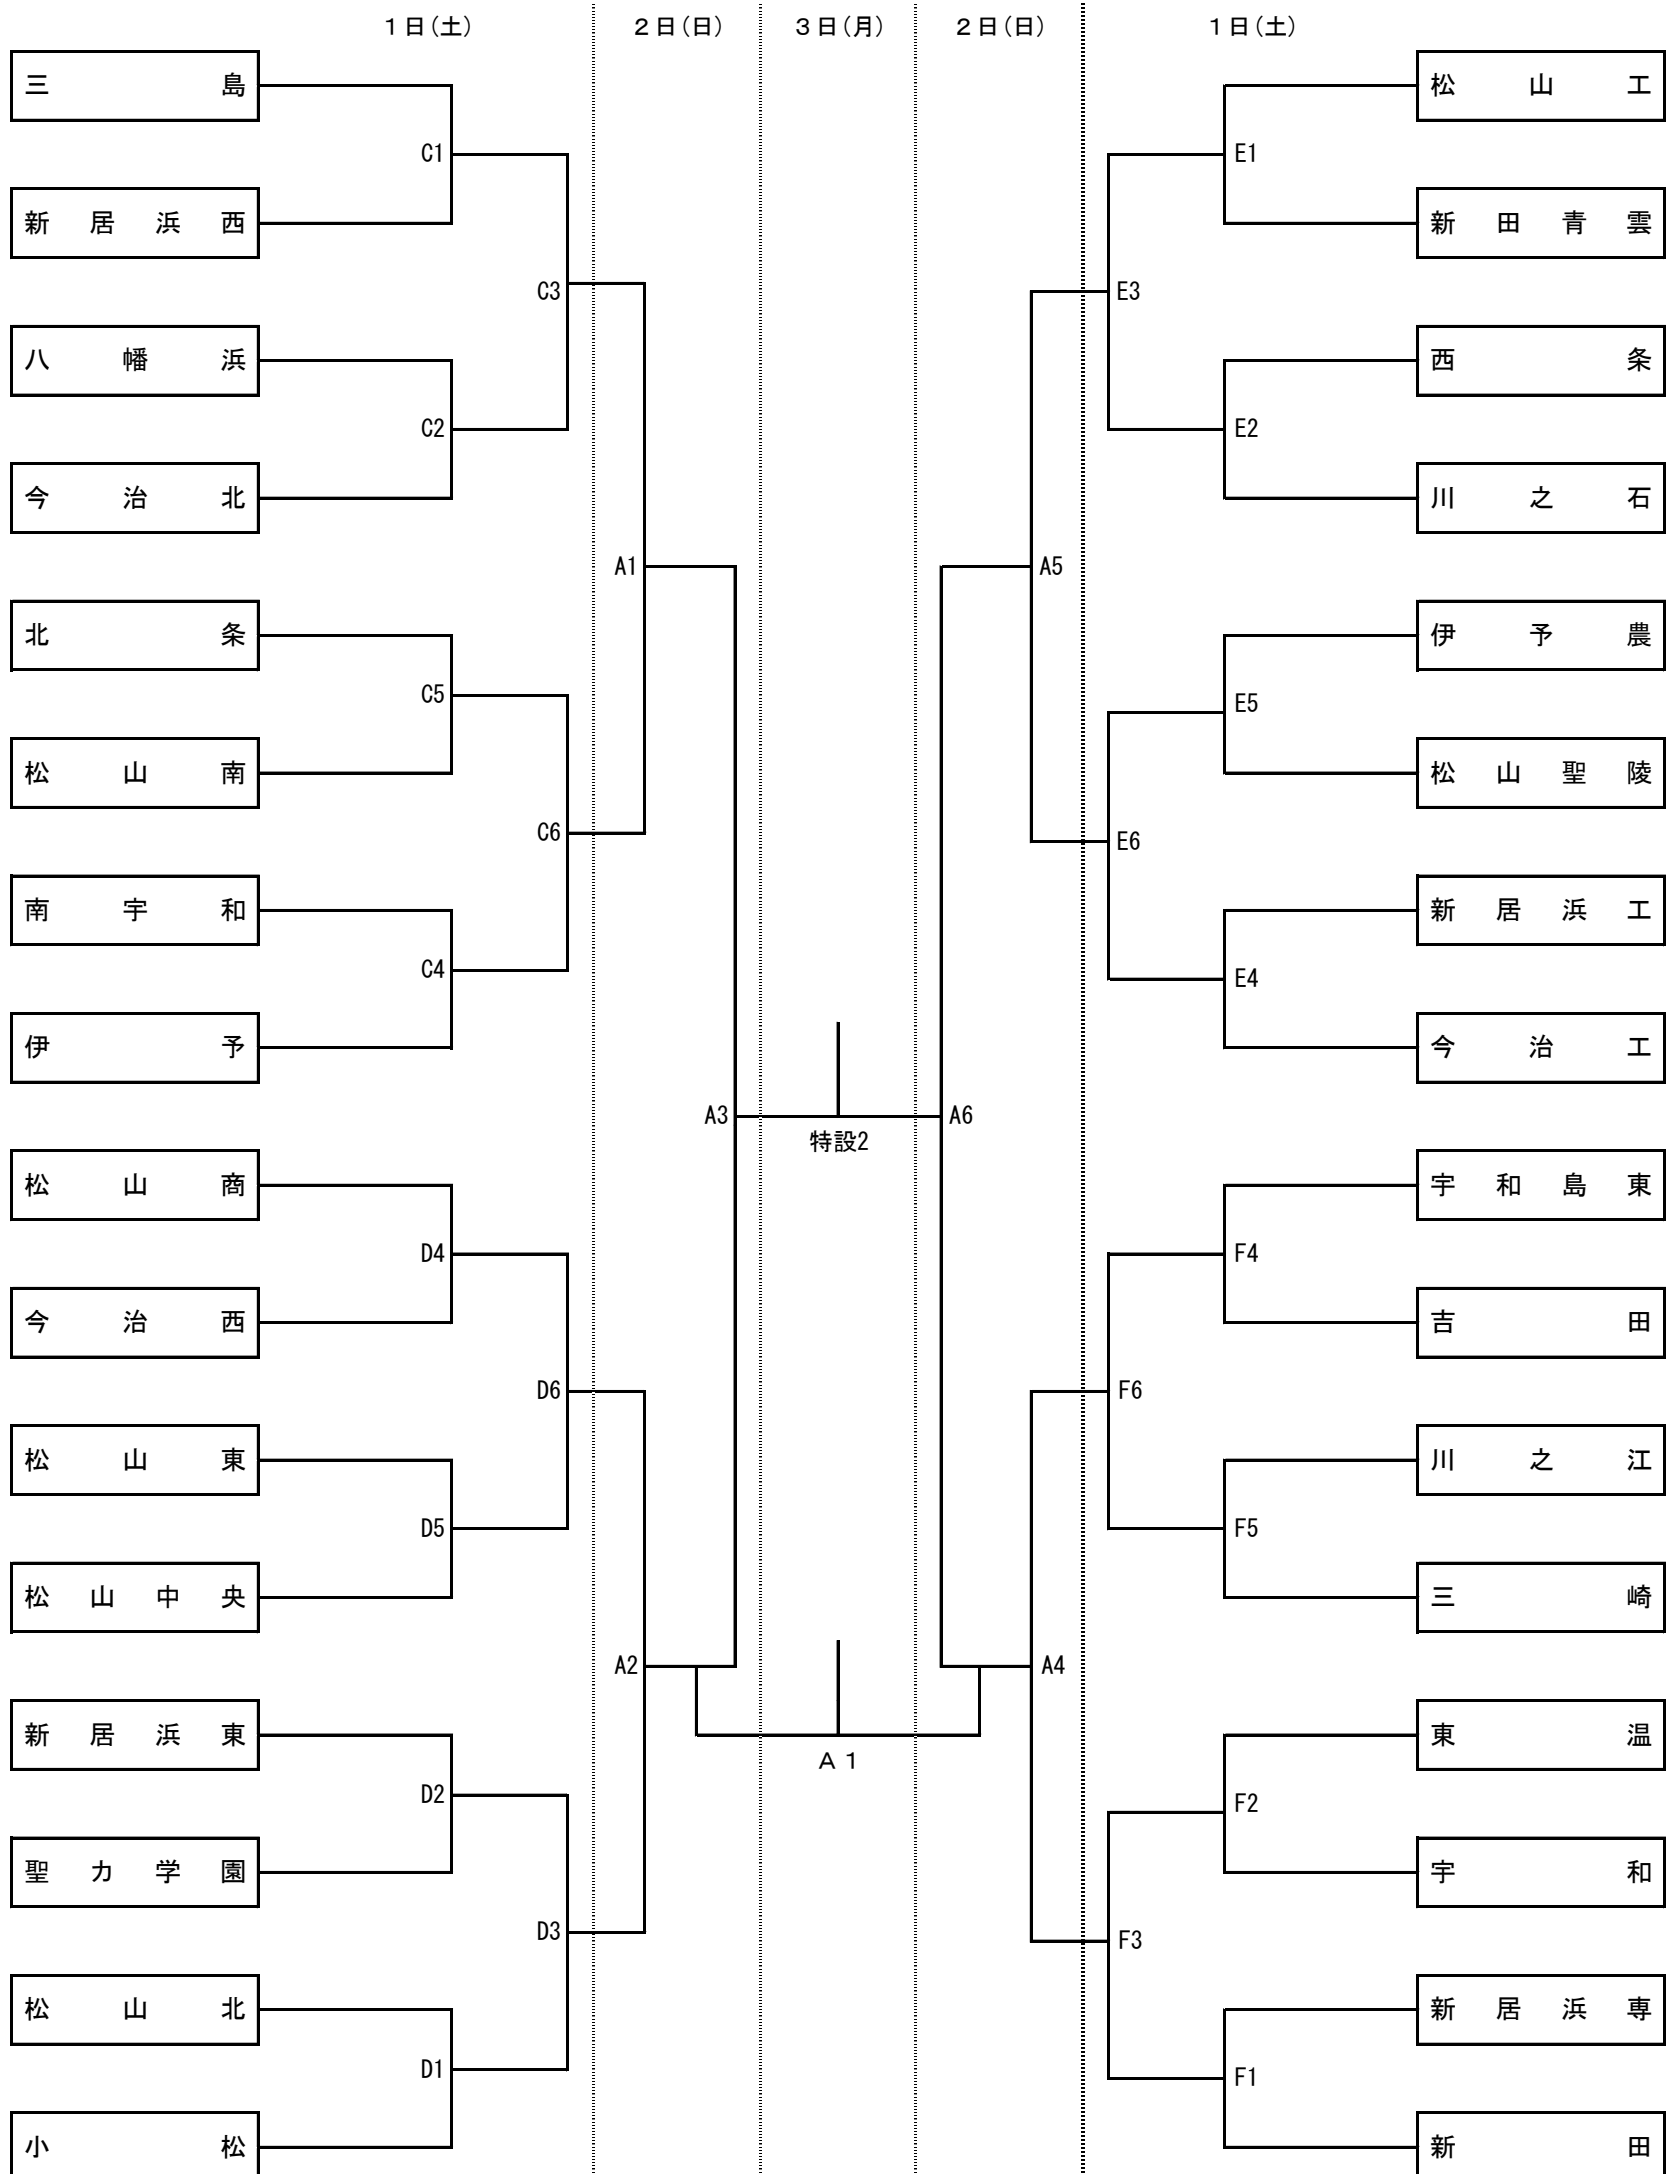 1日(土) 2日(日) 3日(月) 2日(日) 1日(土)
三島 松山工
C1 E1
新居浜西 新田青雲
C3 E3
八幡浜 西条
C2 E2
今治北 川之石
A1 A5
北条 伊予農
C5 E5
松山南 松山聖陵
C6 E6
南宇和 新居浜工
C4 E4
伊予 今治工
A3 A6
特設2
松山商 宇和島東
D4 F4
今治西 吉田
D6 F6
松山東 川之江
D5 F5
松山中央 三崎
A2 A4
新居浜東 東温
A1
D2 F2
聖カ学園 宇和
D3 F3
松山北 新居浜専
D1 F1
小松 新田